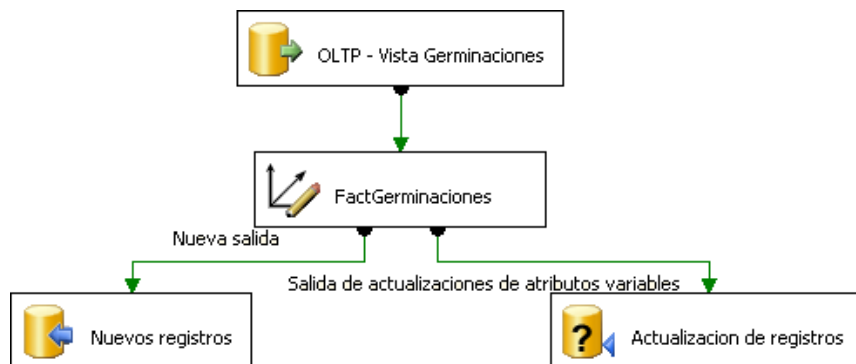 OLTP - Vista Germinaciones
FactGerminaciones
Nueva salida
Salida de actualizaciones de atributos variables
Nuevos registros
Actualizacion de registros